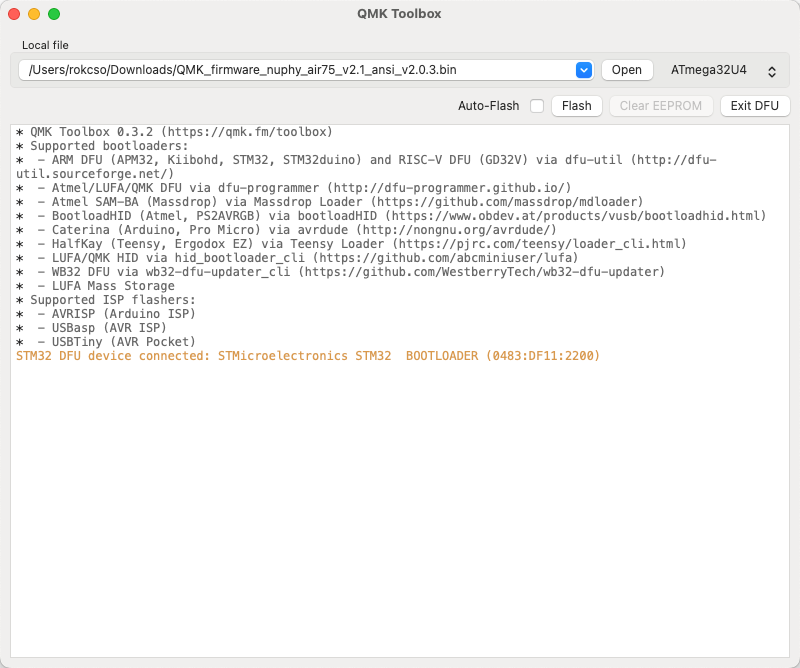 QMK Toolbox
Local file
/Users/rokcso/Downloads/QMK_firmware_nuphy_air75_v2.1_ansi_v2.0.3.bin
Open
ATmega32U4
Auto-Flash
Flash
Clear EEPROM
Exit DFU
* QMK Toolbox 0.3.2 (https://qmk.fm/toolbox)
* Supported bootloaders:
*  - ARM DFU (APM32, Kiibohd, STM32, STM32duino) and RISC-V DFU (GD32V) via dfu-util (http://dfu-
util.sourceforge.net/)
*  - Atmel/LUFA/QMK DFU via dfu-programmer (http://dfu-programmer.github.io/)
*  - Atmel SAM-BA (Massdrop) via Massdrop Loader (https://github.com/massdrop/mdloader)
*  - BootloadHID (Atmel, PS2AVRGB) via bootloadHID (https://www.obdev.at/products/vusb/bootloadhid.html)
*  - Caterina (Arduino, Pro Micro) via avrdude (http://nongnu.org/avrdude/)
*  - HalfKay (Teensy, Ergodox EZ) via Teensy Loader (https://pjrc.com/teensy/loader_cli.html)
*  - LUFA/QMK HID via hid_bootloader_cli (https://github.com/abcminiuser/lufa)
*  - WB32 DFU via wb32-dfu-updater_cli (https://github.com/WestberryTech/wb32-dfu-updater)
*  - LUFA Mass Storage
* Supported ISP flashers:
*  - AVRISP (Arduino ISP)
*  - USBasp (AVR ISP)
*  - USBTiny (AVR Pocket)
STM32 DFU device connected: STMicroelectronics STM32  BOOTLOADER (0483:DF11:2200)